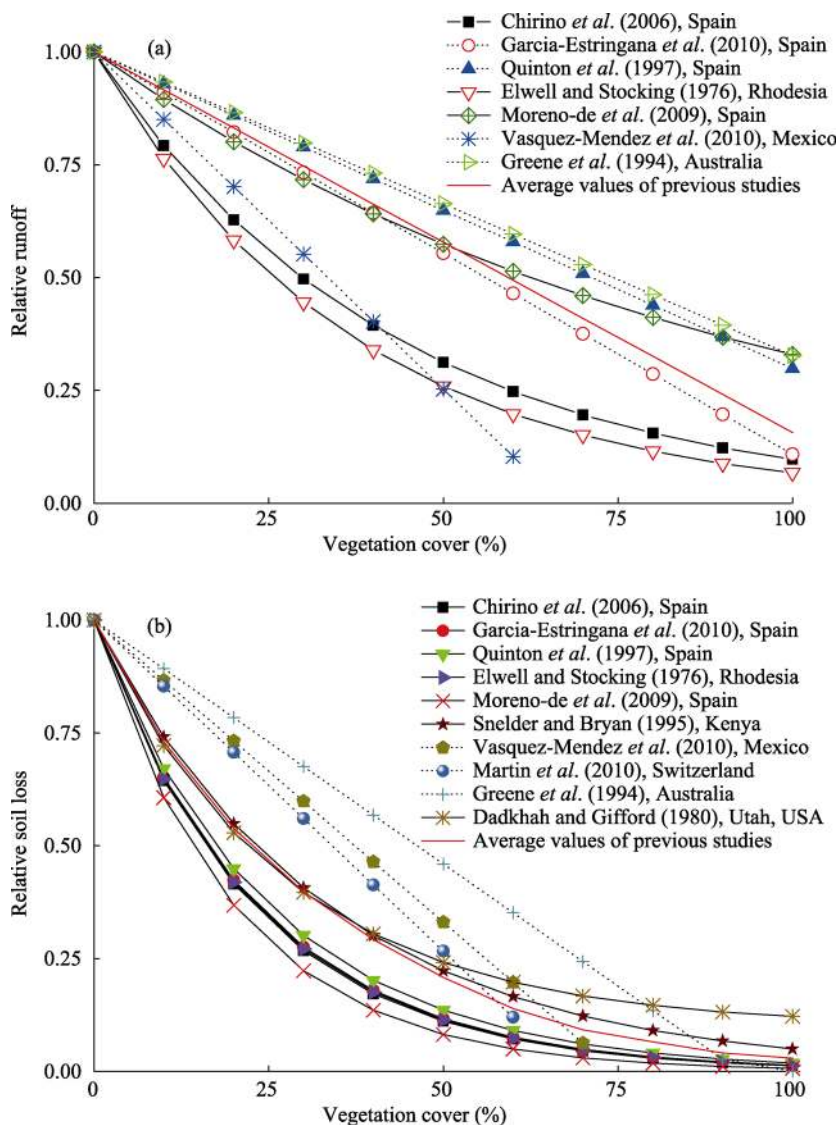 (a)
Chirino et al. (2006), Spain
Garcia-Estringana et al. (2010), Spain
Quinton et al. (1997), Spain
Elwell and Stocking (1976), Rhodesia
Moreno-de et al. (2009), Spain
Vasquez-Mendez et al. (2010), Mexico
Greene et al. (1994), Australia
Average values of previous studies
1.00
0.75
0.50
0.25
0.00
Relative runoff
0 25 50 75 100
Vegetation cover (%)
(b)
Chirino et al. (2006), Spain
Garcia-Estringana et al. (2010), Spain
Quinton et al. (1997), Spain
Elwell and Stocking (1976), Rhodesia
Moreno-de et al. (2009), Spain
Snelder and Bryan (1995), Kenya
Vasquez-Mendez et al. (2010), Mexico
Martin et al. (2010), Switzerland
Greene et al. (1994), Australia
Dadkhah and Gifford (1980), Utah, USA
Average values of previous studies
1.00
0.75
0.50
0.25
0.00
Relative soil loss
0 25 50 75 100
Vegetation cover (%)